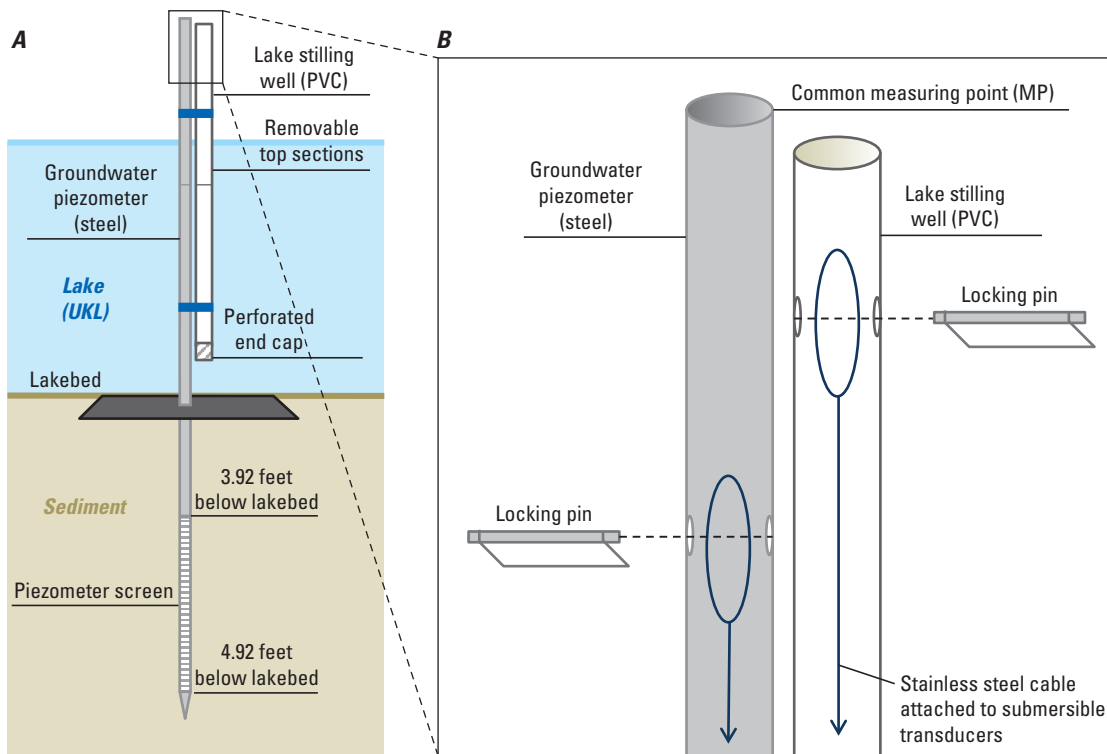 A
Lake stilling
well (PVC)
Removable
top sections
Groundwater
piezometer
(steel)
Lake
(UKL)
Perforated
end cap
Lakebed
3.92 feet
below lakebed
Sediment
Piezometer screen
4.92 feet
below lakebed
B
Common measuring point (MP)
Groundwater
piezometer
(steel)
Lake stilling
well (PVC)
Locking pin
Locking pin
Stainless steel cable
attached to submersible
transducers